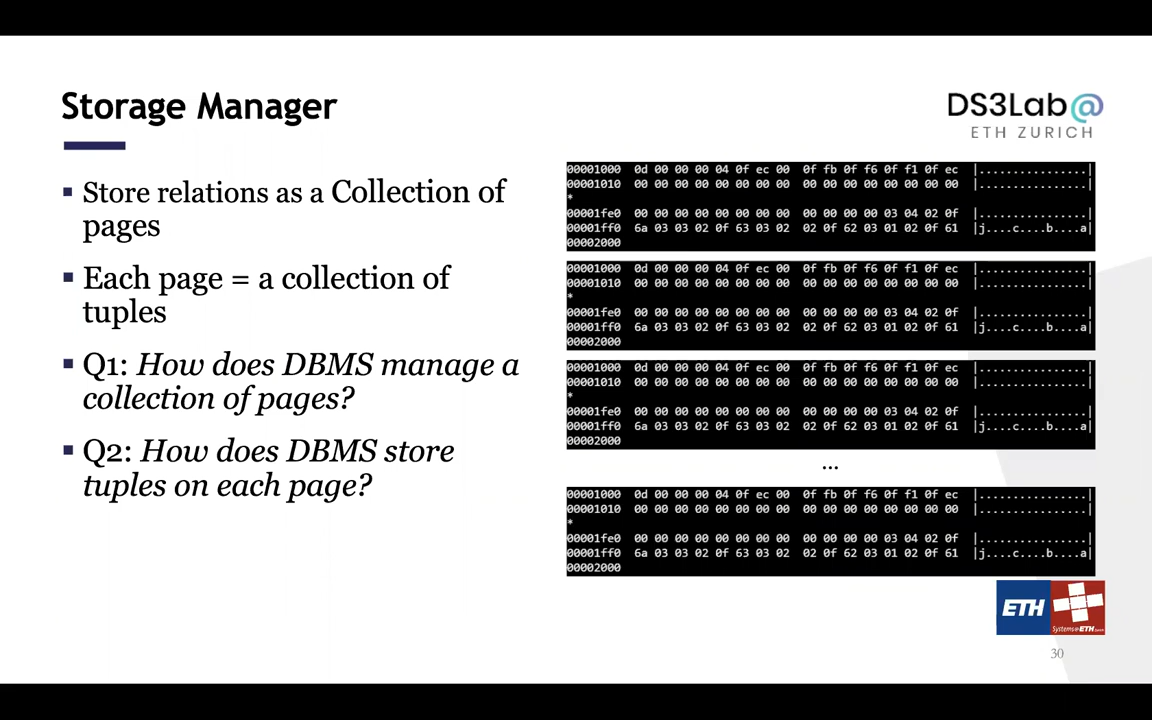 Storage Manager
DS3Lab@
ETH ZURICH
▪ Store relations as a Collection of
pages
▪ Each page = a collection of
tuples
▪ Q1: How does DBMS manage a
collection of pages?
▪ Q2: How does DBMS store
tuples on each page?
00001000 0d 00 00 00 04 0f ec 00 0f fb 0f f6 0f f1 0f ec |................|
00001010 00 00 00 00 00 00 00 00 00 00 00 00 00 00 00 00 |................|
*
00001fe0 00 00 00 00 00 00 00 00 00 00 00 00 03 04 02 0f |................|
00001ff0 6a 03 03 02 0f 63 03 02 02 0f 62 03 01 02 0f 61 |j....c....b....a|
00002000
00001000 0d 00 00 00 04 0f ec 00 0f fb 0f f6 0f f1 0f ec |................|
00001010 00 00 00 00 00 00 00 00 00 00 00 00 00 00 00 00 |................|
*
00001fe0 00 00 00 00 00 00 00 00 00 00 00 00 03 04 02 0f |................|
00001ff0 6a 03 03 02 0f 63 03 02 02 0f 62 03 01 02 0f 61 |j....c....b....a|
00002000
00001000 0d 00 00 00 04 0f ec 00 0f fb 0f f6 0f f1 0f ec |................|
00001010 00 00 00 00 00 00 00 00 00 00 00 00 00 00 00 00 |................|
*
00001fe0 00 00 00 00 00 00 00 00 00 00 00 00 03 04 02 0f |................|
00001ff0 6a 03 03 02 0f 63 03 02 02 0f 62 03 01 02 0f 61 |j....c....b....a|
00002000
...
00001000 0d 00 00 00 04 0f ec 00 0f fb 0f f6 0f f1 0f ec |................|
00001010 00 00 00 00 00 00 00 00 00 00 00 00 00 00 00 00 |................|
*
00001fe0 00 00 00 00 00 00 00 00 00 00 00 00 03 04 02 0f |................|
00001ff0 6a 03 03 02 0f 63 03 02 02 0f 62 03 01 02 0f 61 |j....c....b....a|
00002000
ETH
Systems@ETH
30